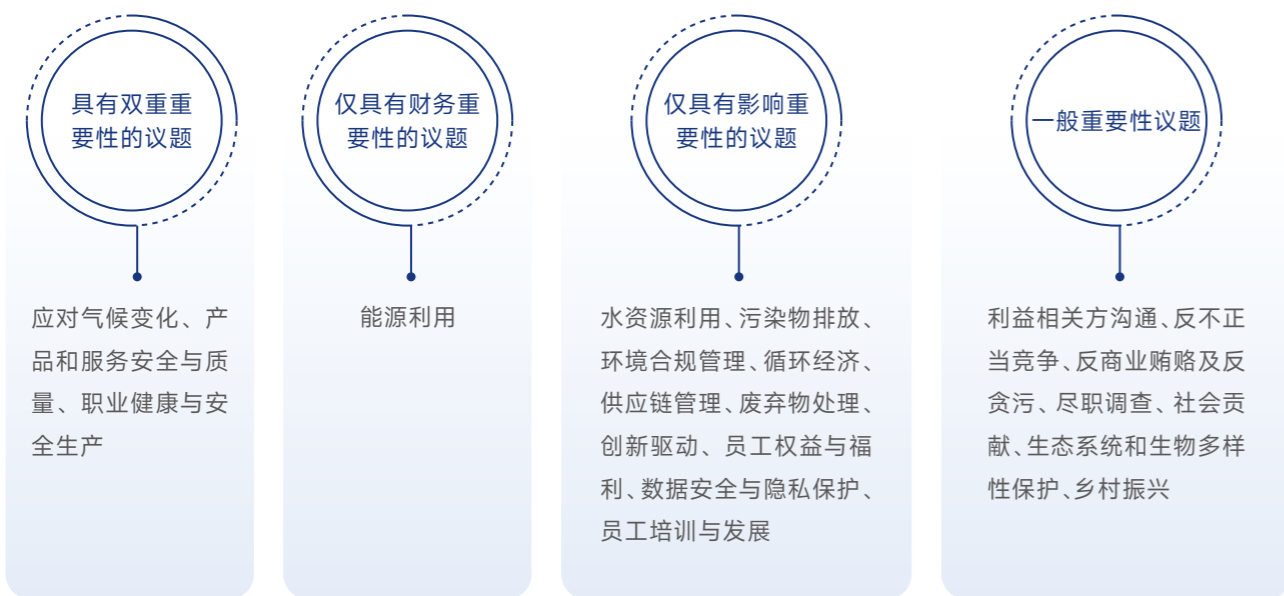 具有双重重
要性的议题
应对气候变化、产
品和服务安全与质
量、职业健康与安
全生产
仅具有财务重
要性的议题
能源利用
仅具有影响重
要性的议题
水资源利用、污染物排放、
环境合规管理、循环经济、
供应链管理、废弃物处理、
创新驱动、员工权益与福
利、数据安全与隐私保护、
员工培训与发展
一般重要性议题
利益相关方沟通、反不正
当竞争、反商业贿赂及反
贪污、尽职调查、社会贡
献、生态系统和生物多样
性保护、乡村振兴